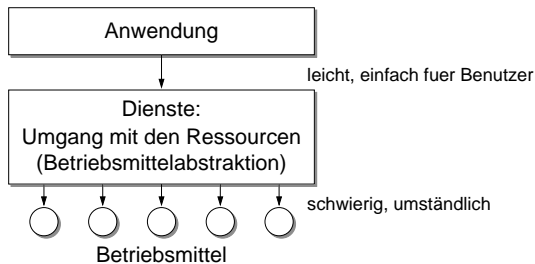 Anwendung
leicht, einfach fuer Benutzer
Dienste:
Umgang mit den Ressourcen
(Betriebsmittelabstraktion)
schwierig, umständlich
Betriebsmittel